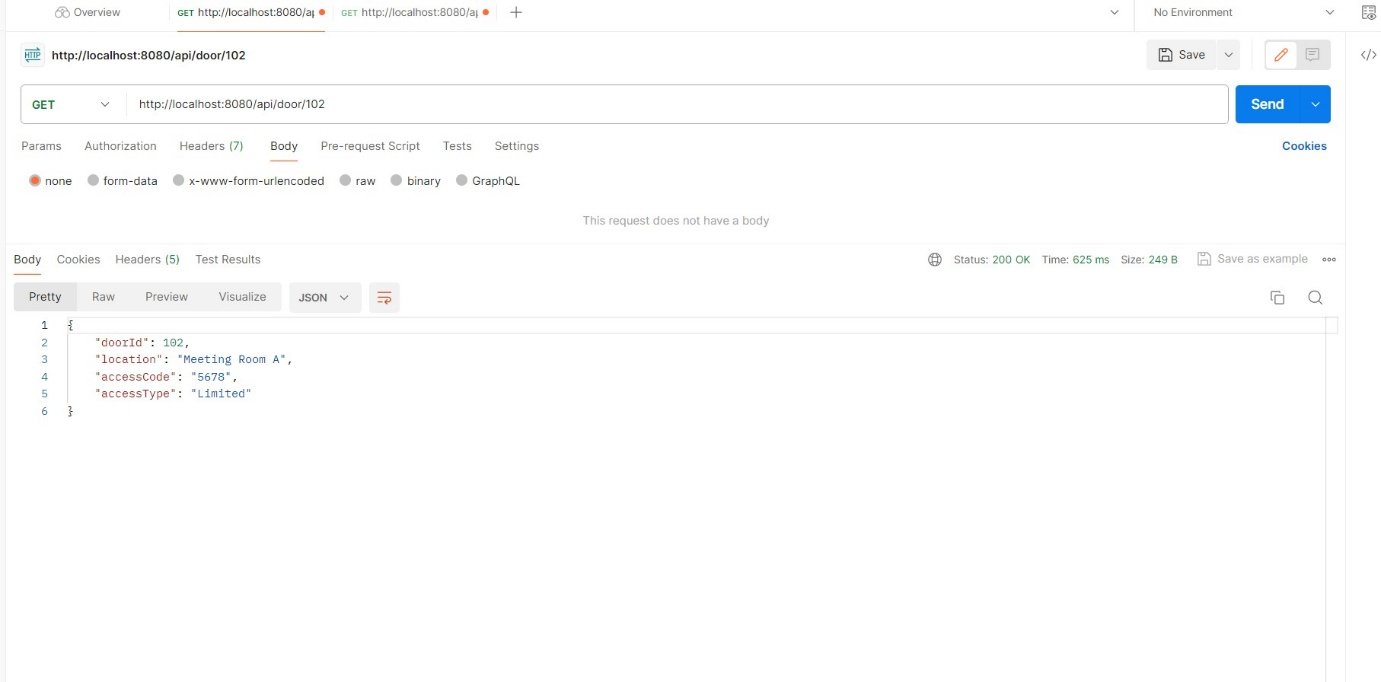 Overview GET http://localhost:8080/ap GET http://localhost:8080/ap No Environment
HTTP http://localhost:8080/api/door/102 Save </>
GET http://localhost:8080/api/door/102 Send
Params Authorization Headers (7) Body Pre-request Script Tests Settings Cookies
none form-data x-www-form-urlencoded raw binary GraphQL
This request does not have a body
Body Cookies Headers (5) Test Results Status: 200 OK Time: 625 ms Size: 249 B Save as example
Pretty Raw Preview Visualize JSON
1 {
2 "doorId": 102,
3 "location": "Meeting Room A",
4 "accessCode": "5678",
5 "accessType": "Limited"
6 }